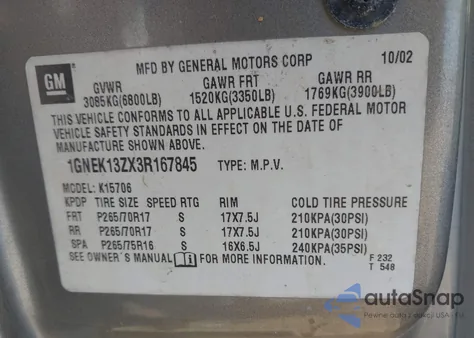 MFD BY GENERAL MOTORS CORP 10/02
GM
GVWR GAWR FRT GAWR RR
3085KG(6800LB) 1520KG(3350LB) 1769KG(3900LB)
THIS VEHICLE CONFORMS TO ALL APPLICABLE U.S. FEDERAL MOTOR
VEHICLE SAFETY STANDARDS IN EFFECT ON THE DATE OF
MANUFACTURE SHOWN ABOVE.
1GNEK13ZX3R167845 TYPE: M.P.V.
MODEL: K15706
KPDP TIRE SIZE SPEED RTG RIM COLD TIRE PRESSURE
FRT P265/70R17 S 17X7.5J 210KPA(30PSI)
RR P265/70R17 S 17X7.5J 210KPA(30PSI)
SPA P265/75R16 S 16X6.5J 240KPA(35PSI)
SEE OWNER'S MANUAL FOR MORE INFORMATION.
F 232
T 548
autoSnap
Pewne auto z USA - Fix